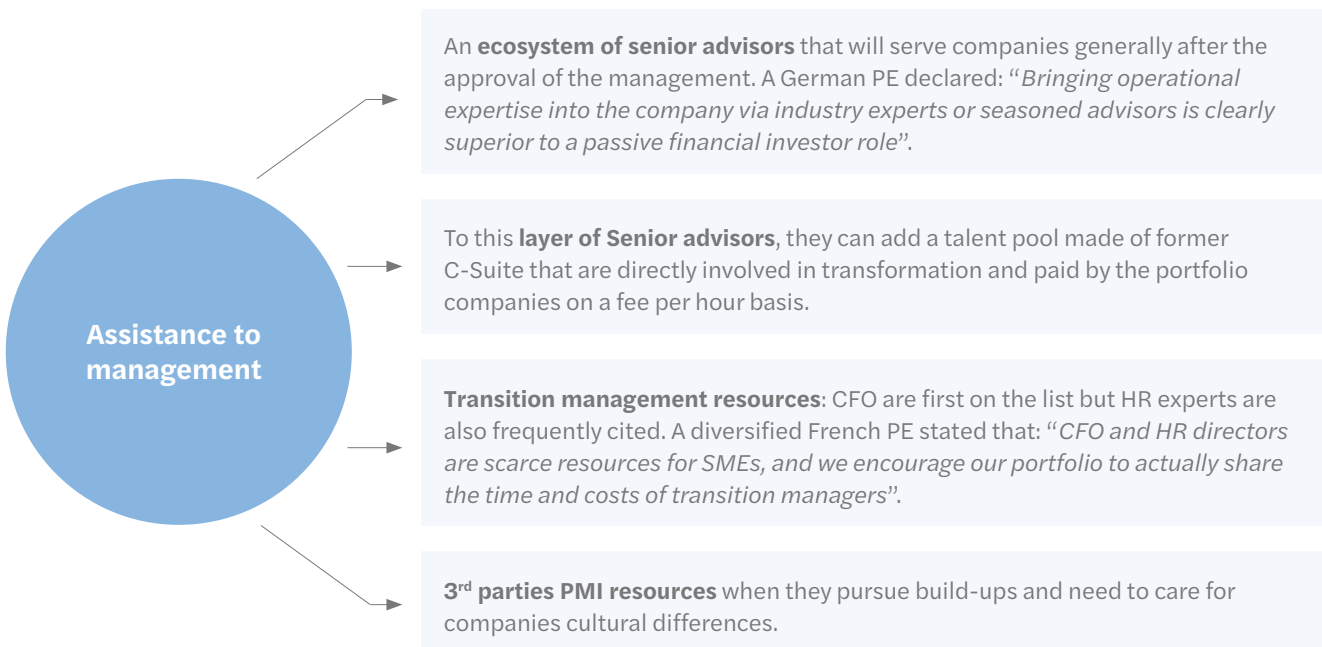 Assistance to
management
An ecosystem of senior advisors that will serve companies generally after the
approval of the management. A German PE declared: “Bringing operational
expertise into the company via industry experts or seasoned advisors is clearly
superior to a passive financial investor role”.
To this layer of Senior advisors, they can add a talent pool made of former
C-Suite that are directly involved in transformation and paid by the portfolio
companies on a fee per hour basis.
Transition management resources: CFO are first on the list but HR experts are
also frequently cited. A diversified French PE stated that: “CFO and HR directors
are scarce resources for SMEs, and we encourage our portfolio to actually share
the time and costs of transition managers”.
3rd parties PMI resources when they pursue build-ups and need to care for
companies cultural differences.